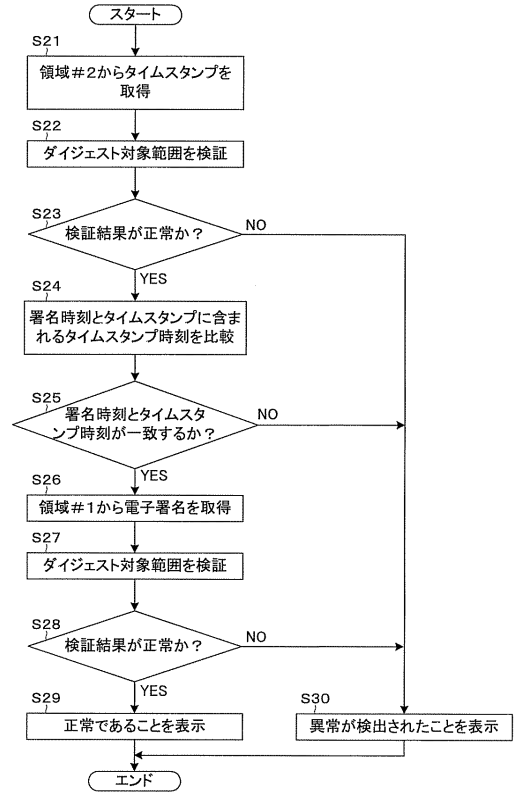 スタート
S21
領域#2からタイムスタンプを
取得
S22
ダイジェスト対象範囲を検証
S23
検証結果が正常か?
NO
YES
S24
署名時刻とタイムスタンプに含ま
れるタイムスタンプ時刻を比較
S25
署名時刻とタイムスタ
ンプ時刻が一致するか?
NO
YES
S26
領域#1から電子署名を取得
S27
ダイジェスト対象範囲を検証
S28
検証結果が正常か?
NO
YES
S29
正常であることを表示
S30
異常が検出されたことを表示
エンド